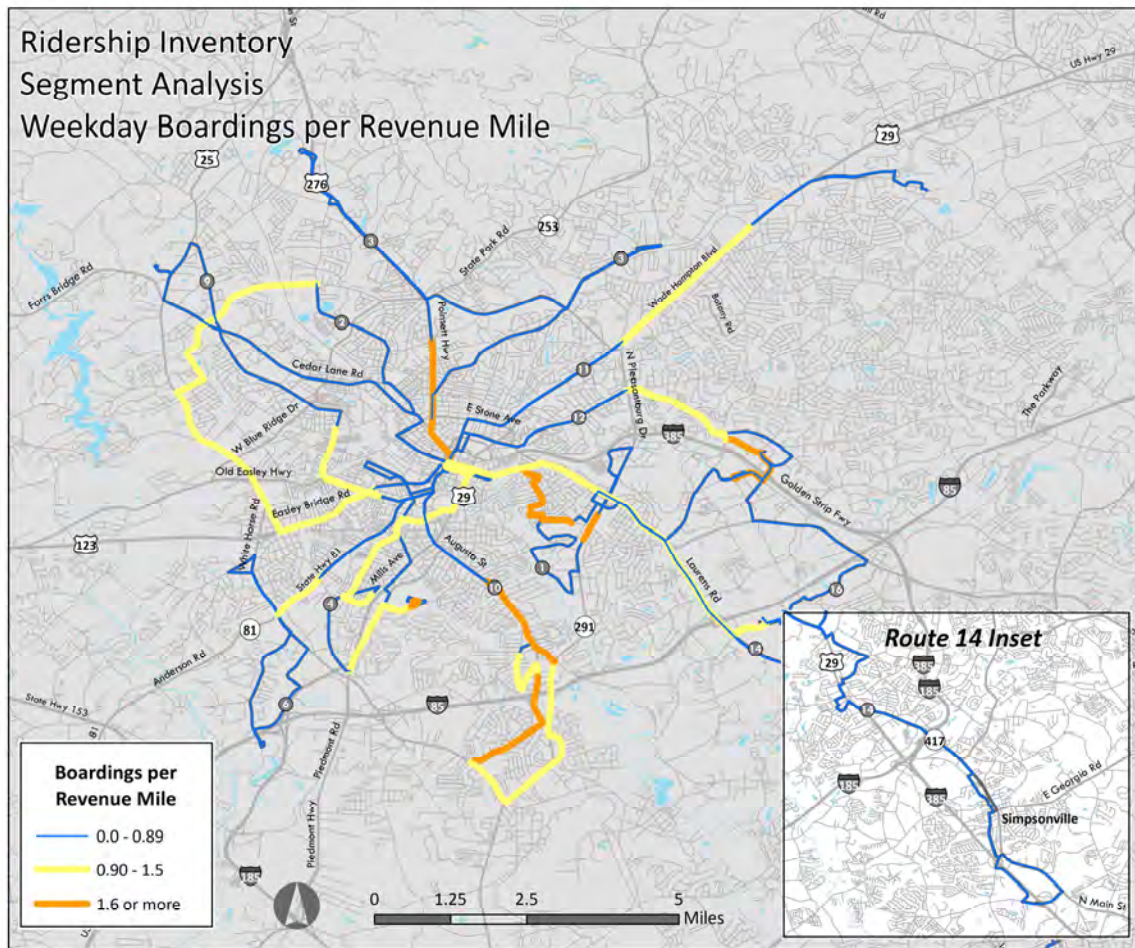 Ridership Inventory
Segment Analysis
Weekday Boardings per Revenue Mile
US Hwy 29
29
25
276
253
State Park Rd
3
3
Wade Hampton Blvd
Botany Rd
Farrs Bridge Rd
9
2
Poinsett Hwy
N Pleasantburg Dr
The Parkway
Cedar Lane Rd
11
E Stone Ave
12
385
W Blue Ridge Dr
Old Easley Hwy
Golden Strip Fwy
85
29
Easley Bridge Rd
White Horse Rd
123
State Hwy 81
Mills Ave
Augusta St
1
Laurens Rd
10
16
4
81
291
14
Anderson Rd
State Hwy 153
81
6
85
Piedmont Rd
Piedmont Hwy
185
Boardings per
Revenue Mile
0.0 - 0.89
0.90 - 1.5
1.6 or more
0 1.25 2.5 5
Miles
Route 14 Inset
29
385
185
14
417
185
385
E Georgia Rd
Simpsonville
N Main St